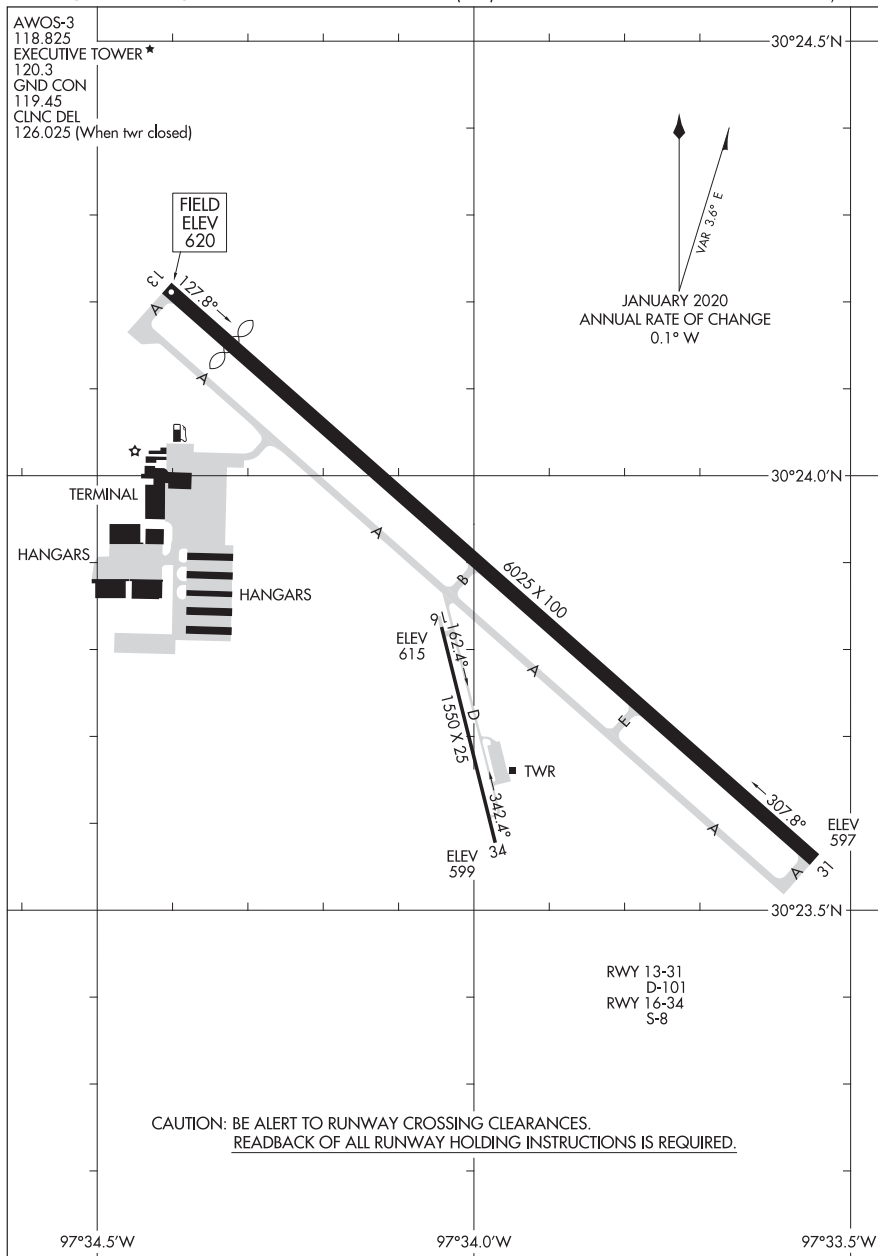 AWOS-3
118.825
EXECUTIVE TOWER★
120.3
GND CON
119.45
CLNC DEL
126.025 (When twr closed)
30°24.5'N
FIELD
ELEV
620
VAR 3.6° E
JANUARY 2020
ANNUAL RATE OF CHANGE
0.1° W
13
127.8°
A
A
30°24.0'N
TERMINAL
HANGARS
HANGARS
A
B
6025 X 100
16
ELEV
615
162.4°
A
1550 X 25
D
E
TWR
342.4°
307.8°
A
ELEV
597
ELEV
599
34
A
31
30°23.5'N
RWY 13-31
D-101
RWY 16-34
S-8
CAUTION: BE ALERT TO RUNWAY CROSSING CLEARANCES.
READBACK OF ALL RUNWAY HOLDING INSTRUCTIONS IS REQUIRED.
97°34.5'W
97°34.0'W
97°33.5'W